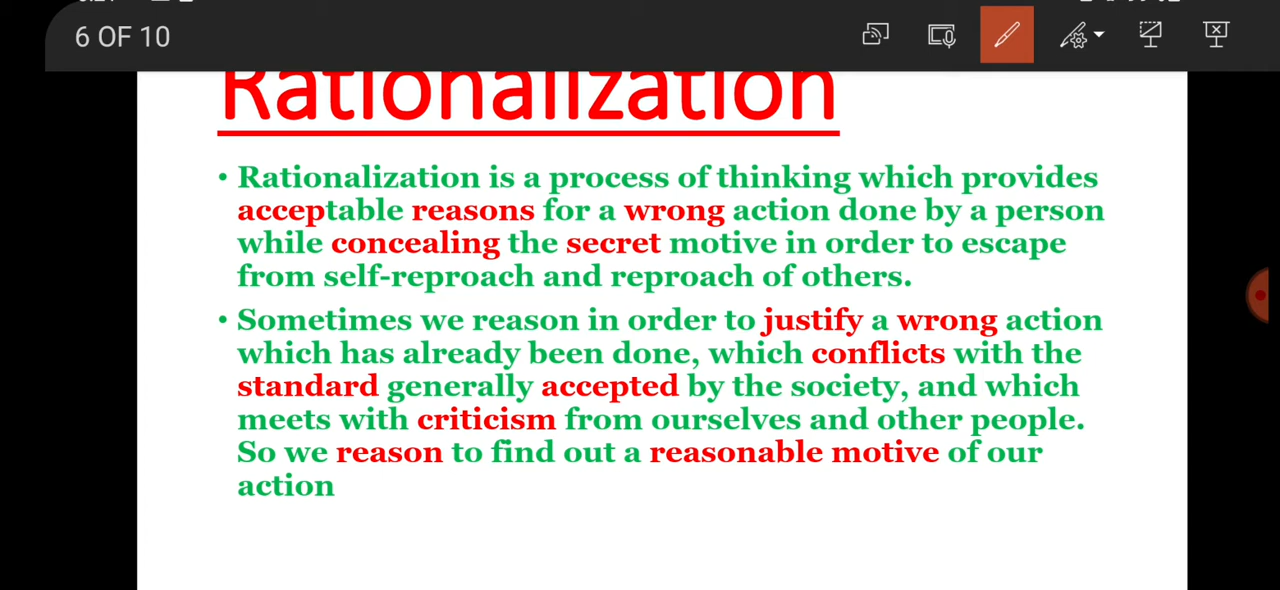 6 OF 10
Rationalization
• Rationalization is a process of thinking which provides
acceptable reasons for a wrong action done by a person
while concealing the secret motive in order to escape
from self-reproach and reproach of others.
• Sometimes we reason in order to justify a wrong action
which has already been done, which conflicts with the
standard generally accepted by the society, and which
meets with criticism from ourselves and other people.
So we reason to find out a reasonable motive of our
action